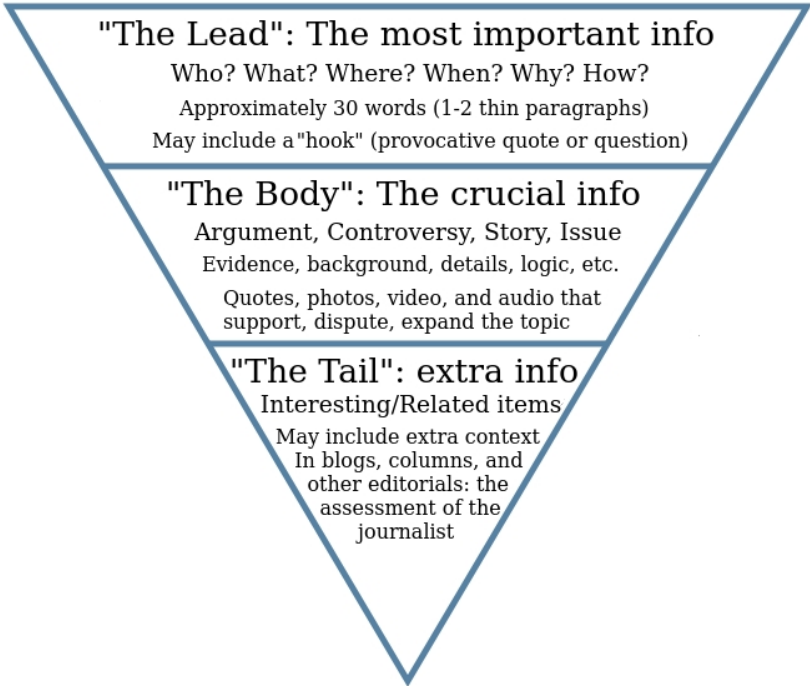 "The Lead": The most important info
Who? What? Where? When? Why? How?
Approximately 30 words (1-2 thin paragraphs)
May include a "hook" (provocative quote or question)
"The Body": The crucial info
Argument, Controversy, Story, Issue
Evidence, background, details, logic, etc.
Quotes, photos, video, and audio that
support, dispute, expand the topic
"The Tail": extra info
Interesting/Related items
May include extra context
In blogs, columns, and
other editorials: the
assessment of the
journalist